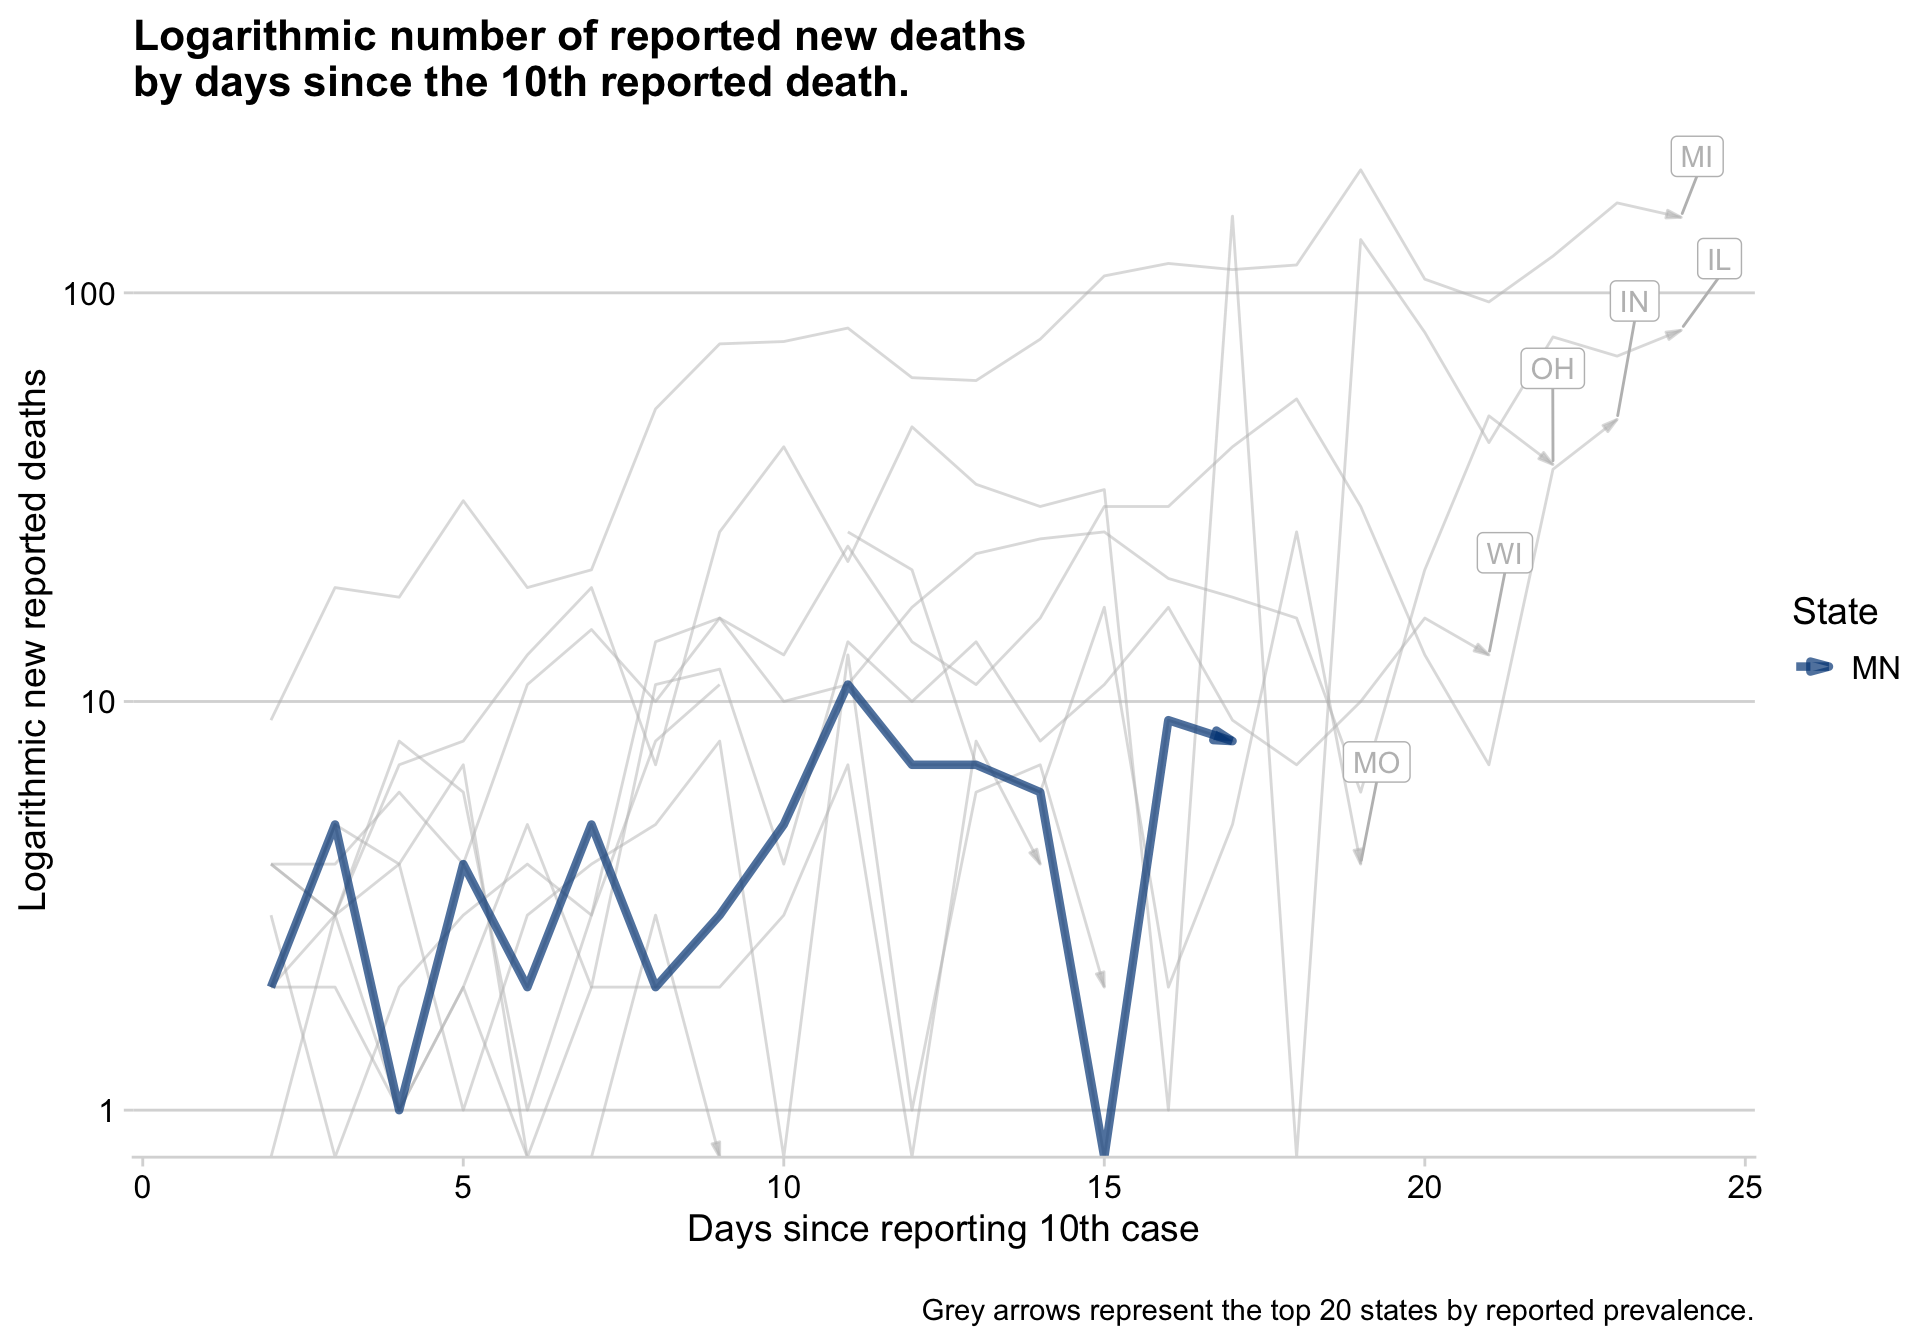 Logarithmic number of reported new deaths
by days since the 10th reported death.
MI
IL
100
IN
OH
WI
State
MN
10
MO
1
Logarithmic new reported deaths
0 5 10 15 20 25
Days since reporting 10th case
Grey arrows represent the top 20 states by reported prevalence.